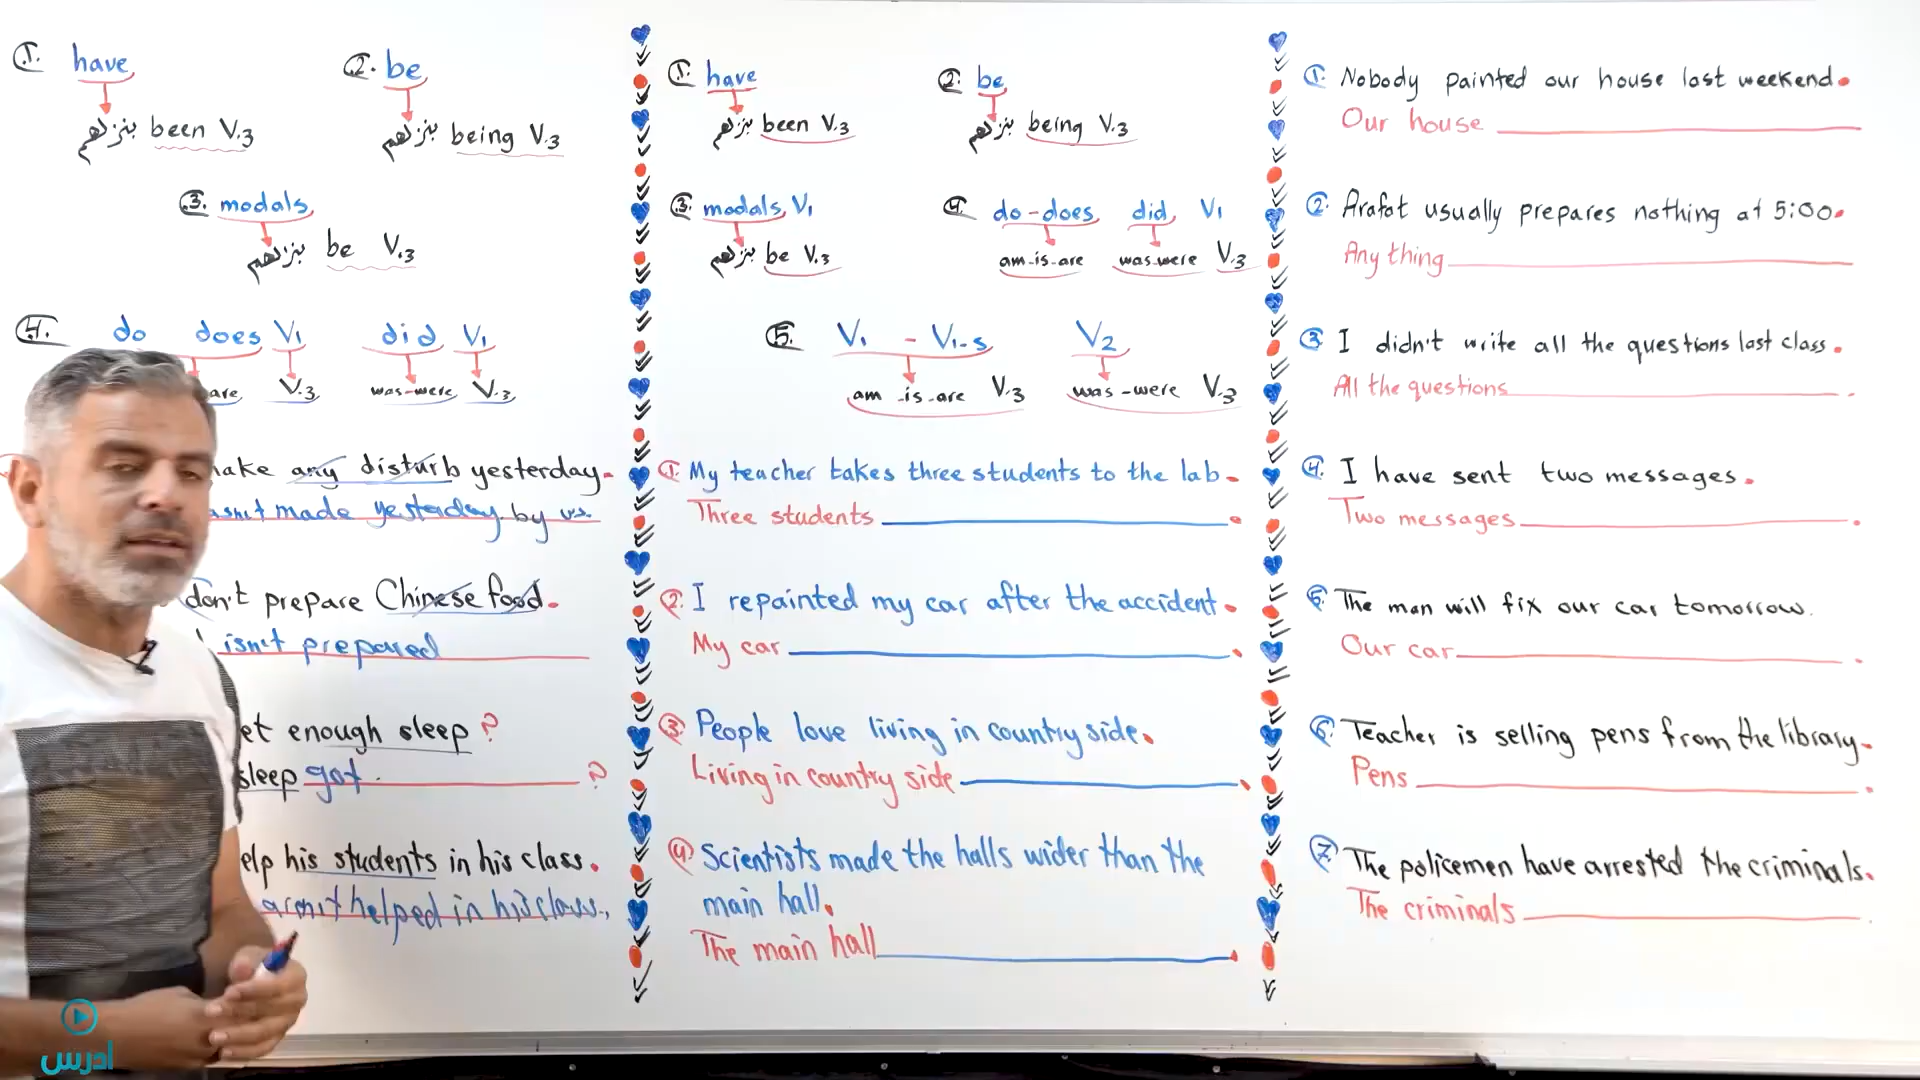 1. have
بنزلهم been V.3
2. be
بنزلهم being V.3
3. modals
بنزلهم be V.3
4. do does V1 did V1
are V.3 was-were V.3
ake any disturb yesterday.
asn't made yesterday by us.
don't prepare Chinese food.
isn't prepared
et enough sleep ?
sleep got ?
elp his students in his class.
aren't helped in his class.
1. have
بنزلهم been V.3
2. be
بنزلهم being V.3
3. modals, V1
بنزلهم be V.3
4. do-does did V1
am-is-are was-were V.3
5. V1 - V1-s V2
am -is-are V.3 was-were V.3
1. My teacher takes three students to the lab.
Three students .
2. I repainted my car after the accident.
My car .
3. People love living in country side.
Living in country side .
4 Scientists made the halls wider than the
main hall.
The main hall .
1. Nobody painted our house last weekend.
Our house
2. Arafat usually prepares nothing at 5:00.
Any thing
3. I didn't write all the questions last class.
All the questions .
4. I have sent two messages.
Two messages .
5. The man will fix our car tomorrow.
Our car .
6. Teacher is selling pens from the library.
Pens .
7. The policemen have arrested the criminals.
The criminals .
ادرس